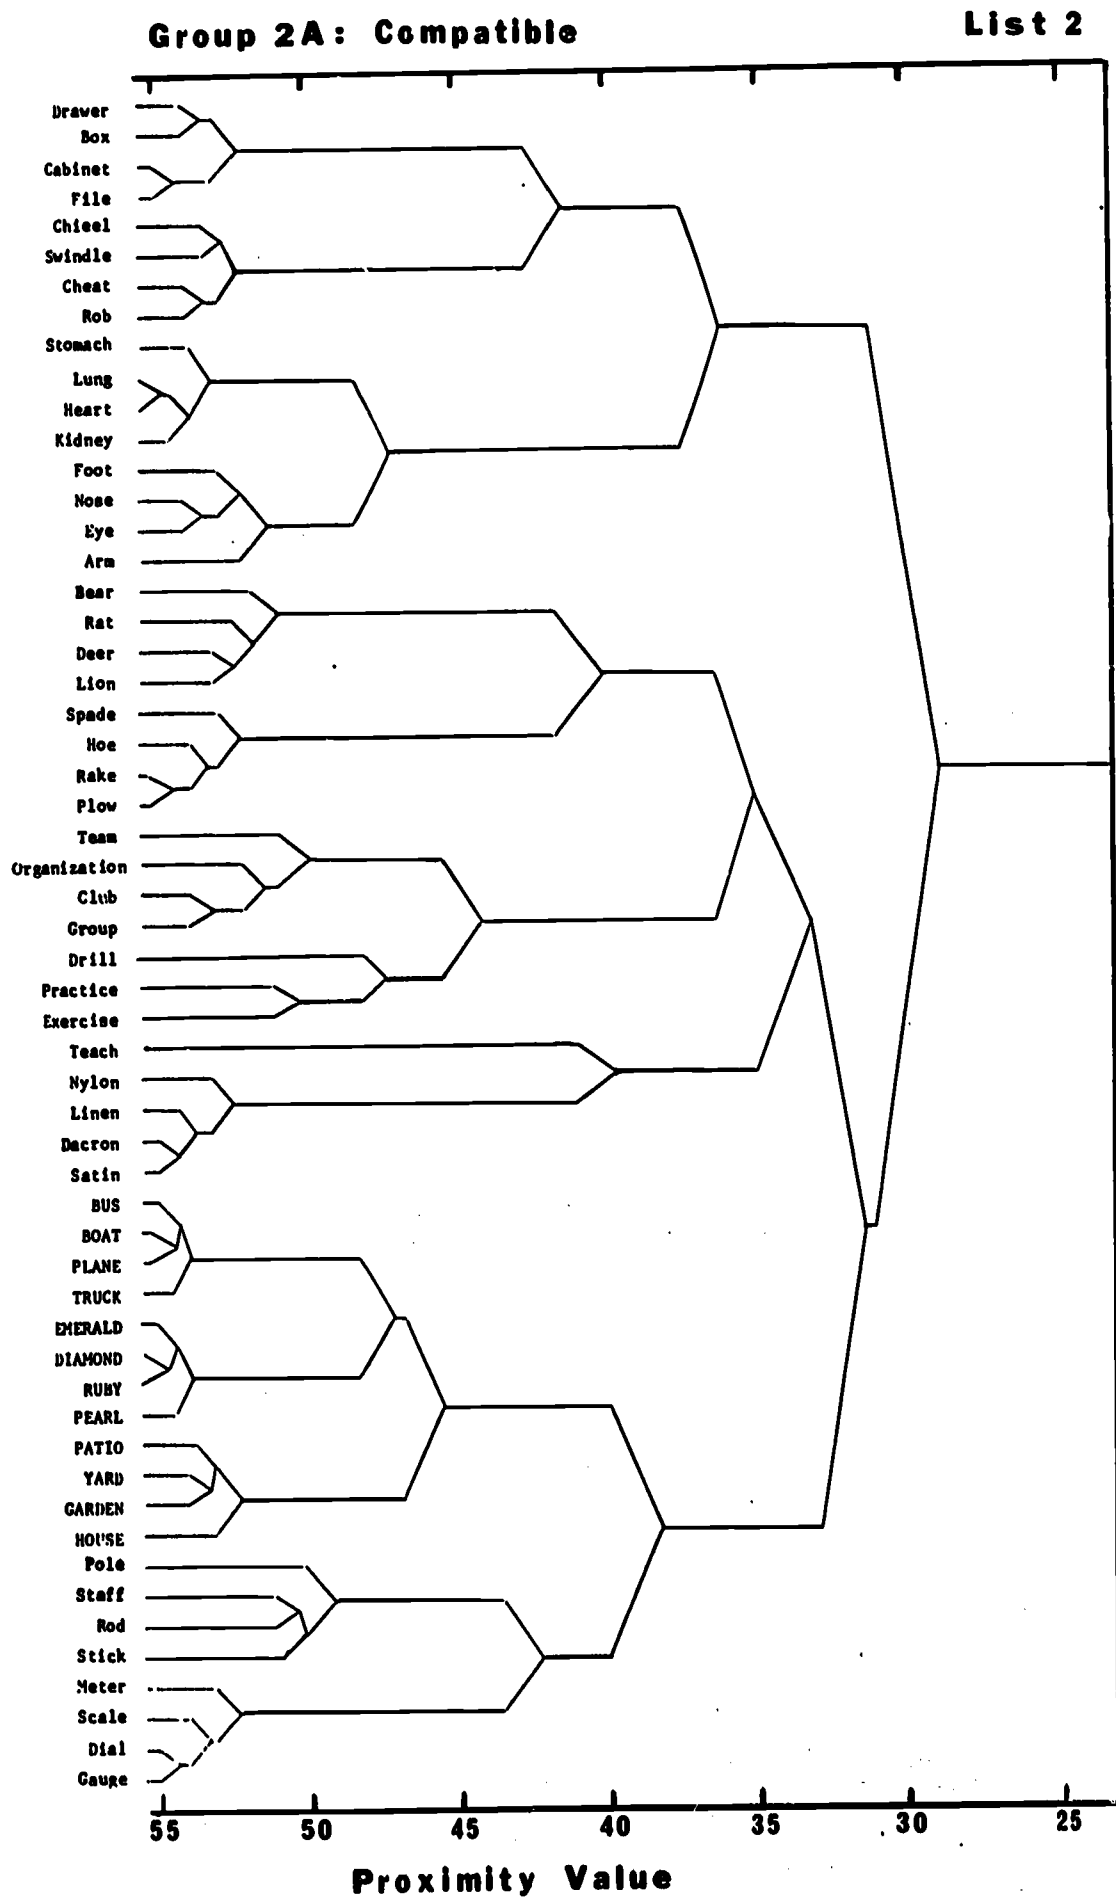 Group 2A: Compatible List 2
Drawer
Box
Cabinet
File
Chisel
Swindle
Cheat
Rob
Stomach
Lung
Heart
Kidney
Foot
Nose
Eye
Arm
Bear
Rat
Deer
Lion
Spade
Hoe
Rake
Plow
Team
Organization
Club
Group
Drill
Practice
Exercise
Teach
Nylon
Linen
Dacron
Satin
BUS
BOAT
PLANE
TRUCK
EMERALD
DIAMOND
RUBY
PEARL
PATIO
YARD
GARDEN
HOUSE
Pole
Staff
Rod
Stick
Meter
Scale
Dial
Gauge
55 50 45 40 35 30 25
Proximity Value